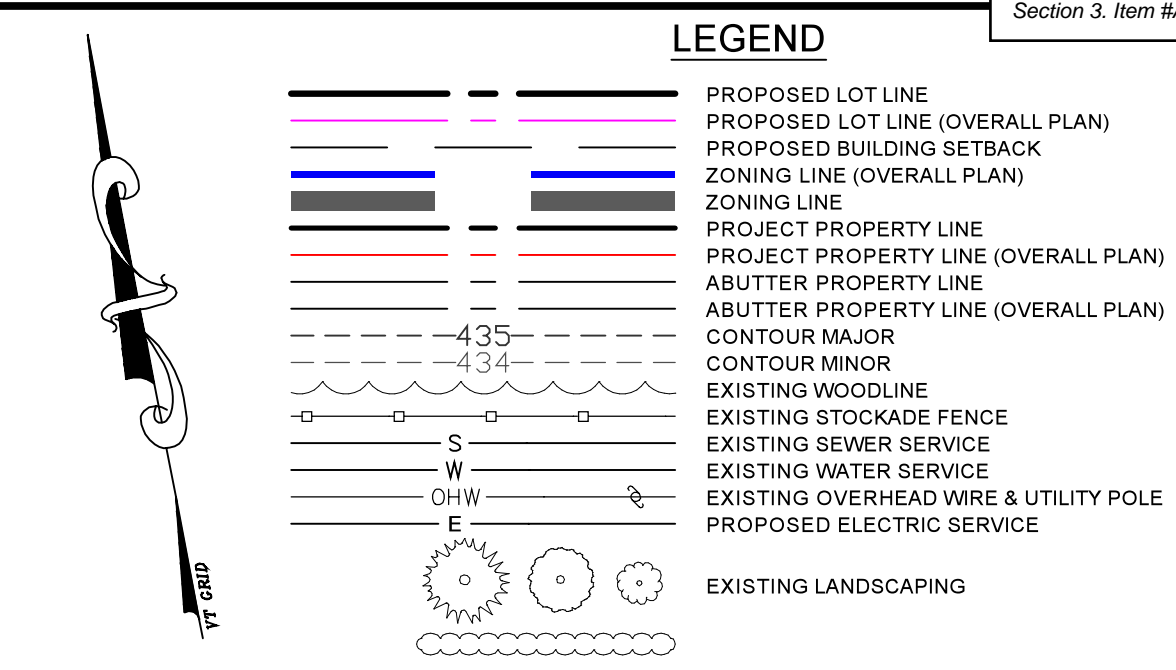 Section 3. Item
LEGEND
PROPOSED LOT LINE
PROPOSED LOT LINE (OVERALL PLAN)
PROPOSED BUILDING SETBACK
ZONING LINE (OVERALL PLAN)
ZONING LINE
PROJECT PROPERTY LINE
PROJECT PROPERTY LINE (OVERALL PLAN)
ABUTTER PROPERTY LINE
ABUTTER PROPERTY LINE (OVERALL PLAN)
435 CONTOUR MAJOR
434 CONTOUR MINOR
EXISTING WOODLINE
EXISTING STOCKADE FENCE
S EXISTING SEWER SERVICE
W EXISTING WATER SERVICE
OHW EXISTING OVERHEAD WIRE & UTILITY POLE
E PROPOSED ELECTRIC SERVICE
EXISTING LANDSCAPING
VT GRID